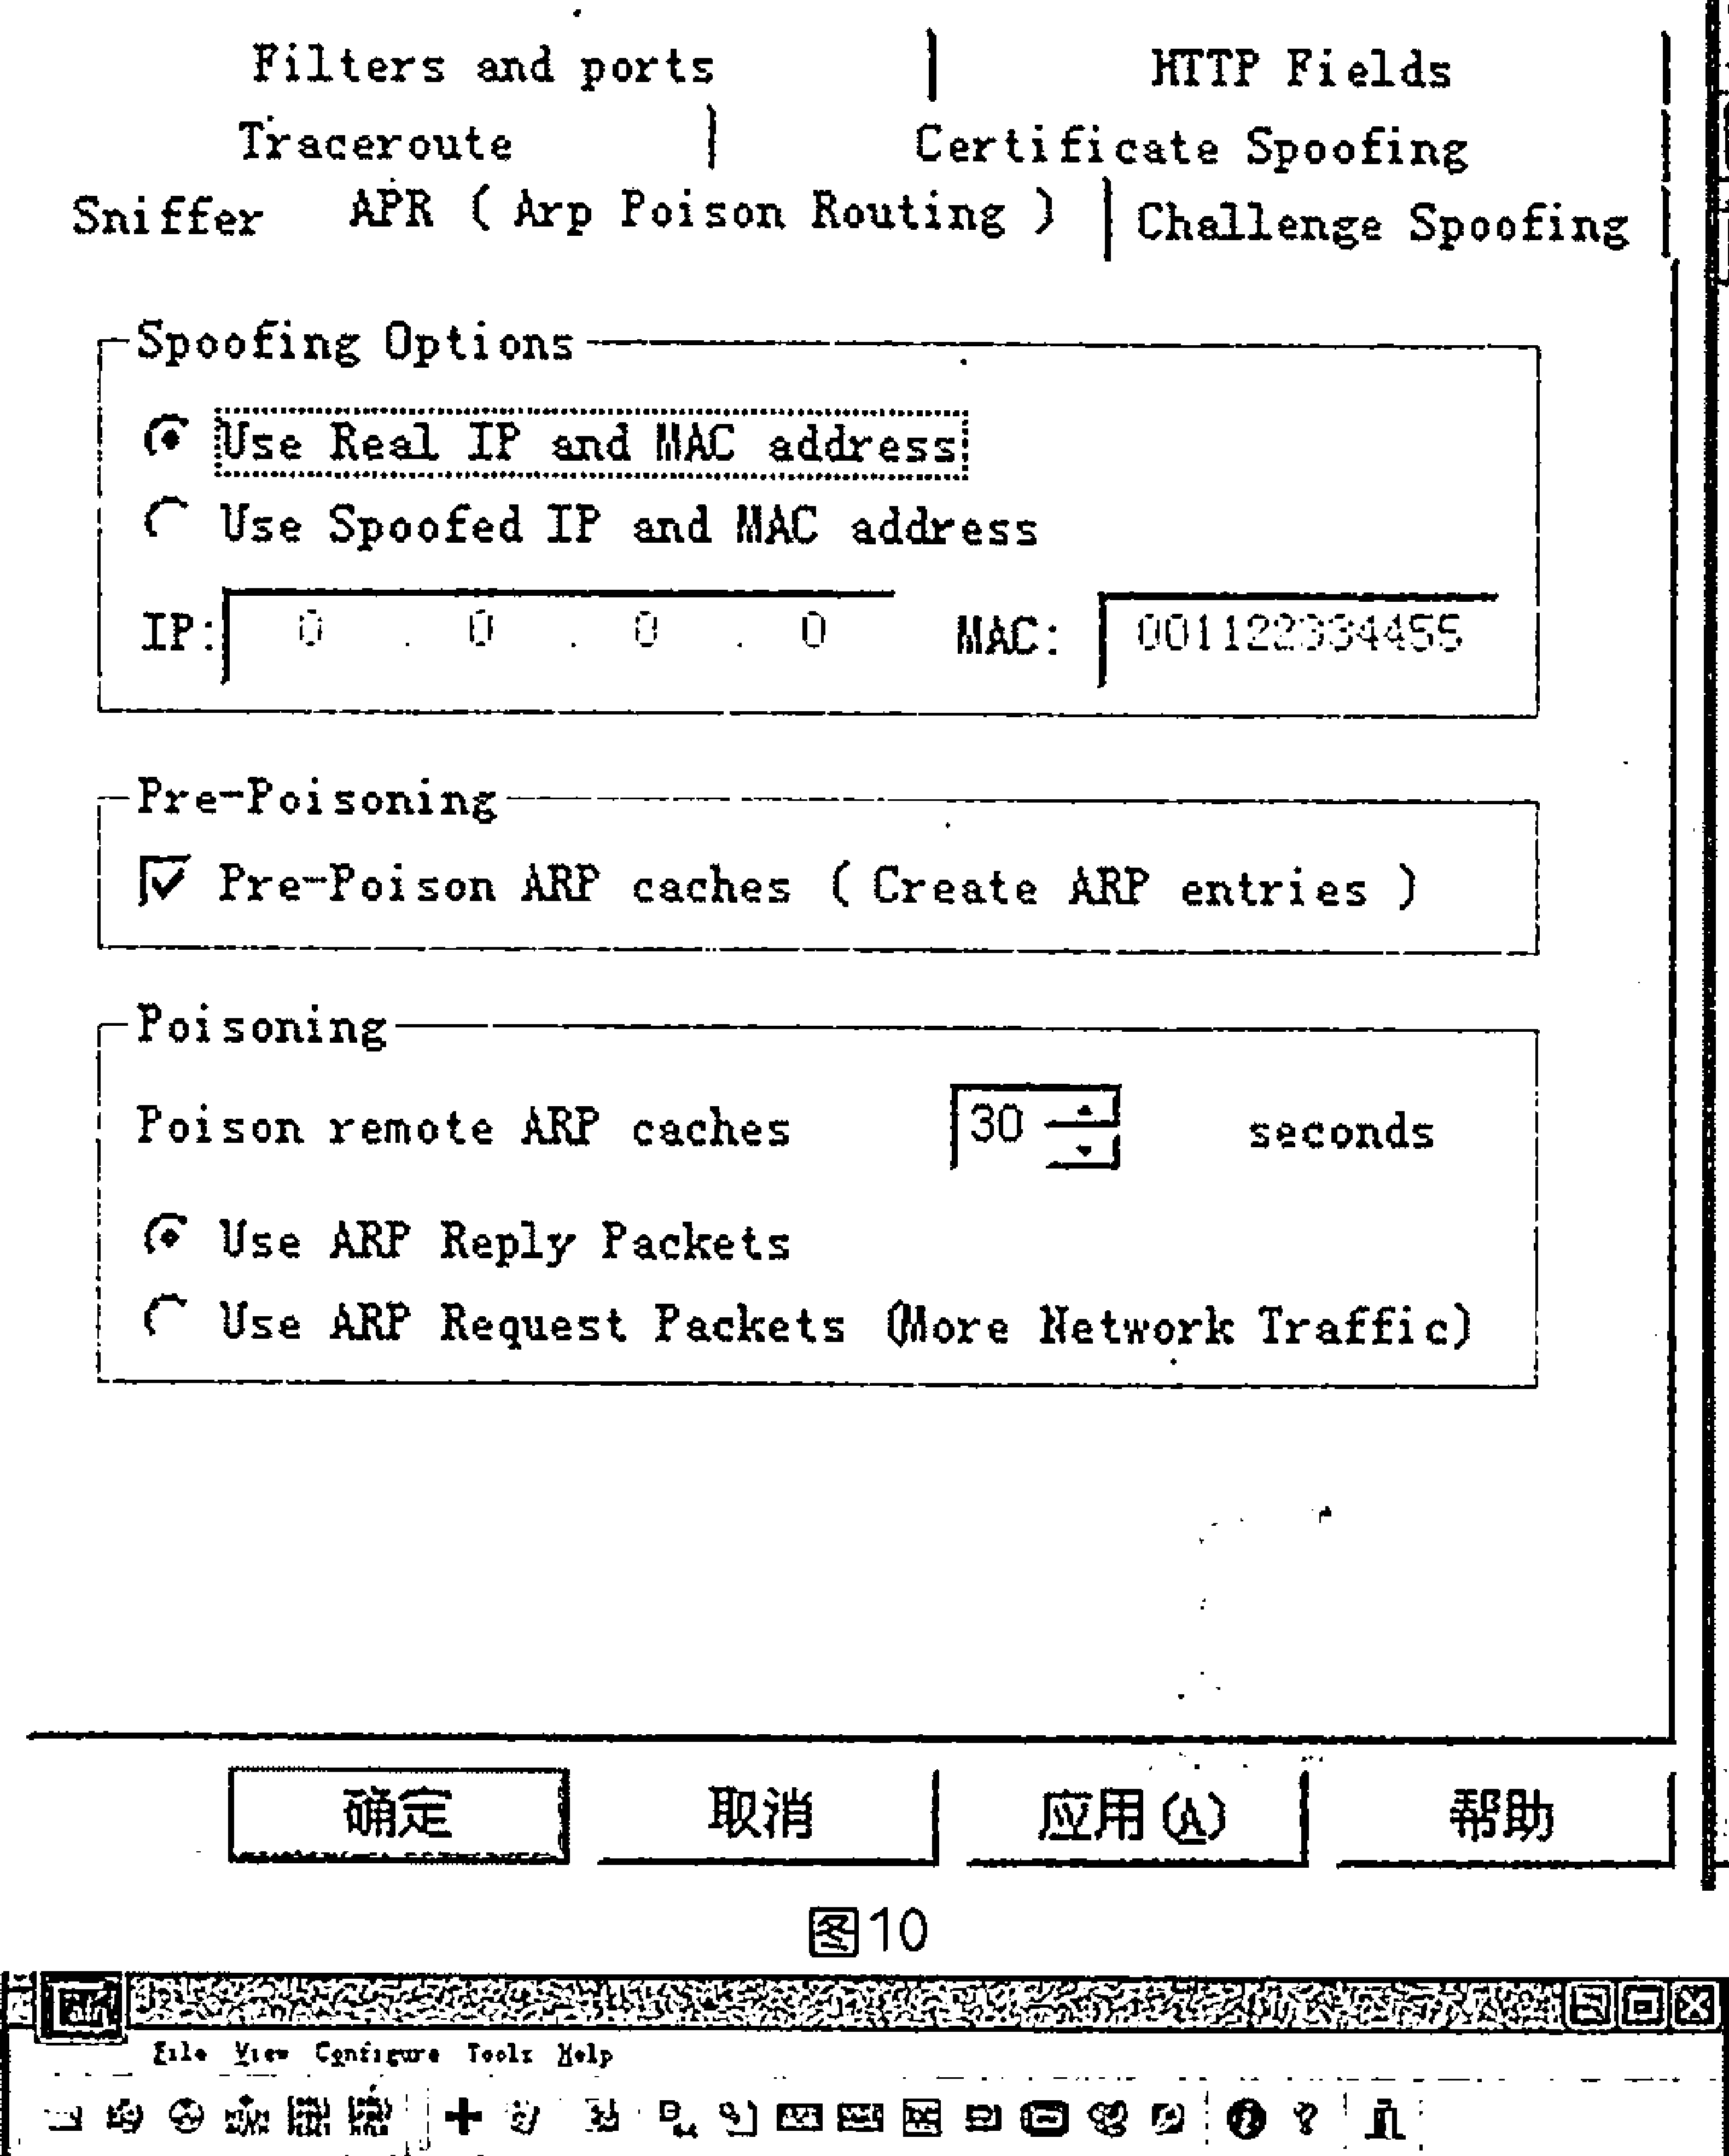 Filters and ports HTTP Fields
Traceroute Certificate Spoofing
Sniffer APR ( Arp Poison Routing ) Challenge Spoofing
Spoofing Options
Use Real IP and MAC address
Use Spoofed IP and MAC address
IP: 0 . 0 . 0 . 0 MAC: 001122334455
Pre-Poisoning
Pre-Poison ARP caches ( Create ARP entries )
Poisoning
Poison remote ARP caches 30 seconds
Use ARP Reply Packets
Use ARP Request Packets (More Network Traffic)
确定 取消 应用(A) 帮助
图10
File View Configure Tools Help